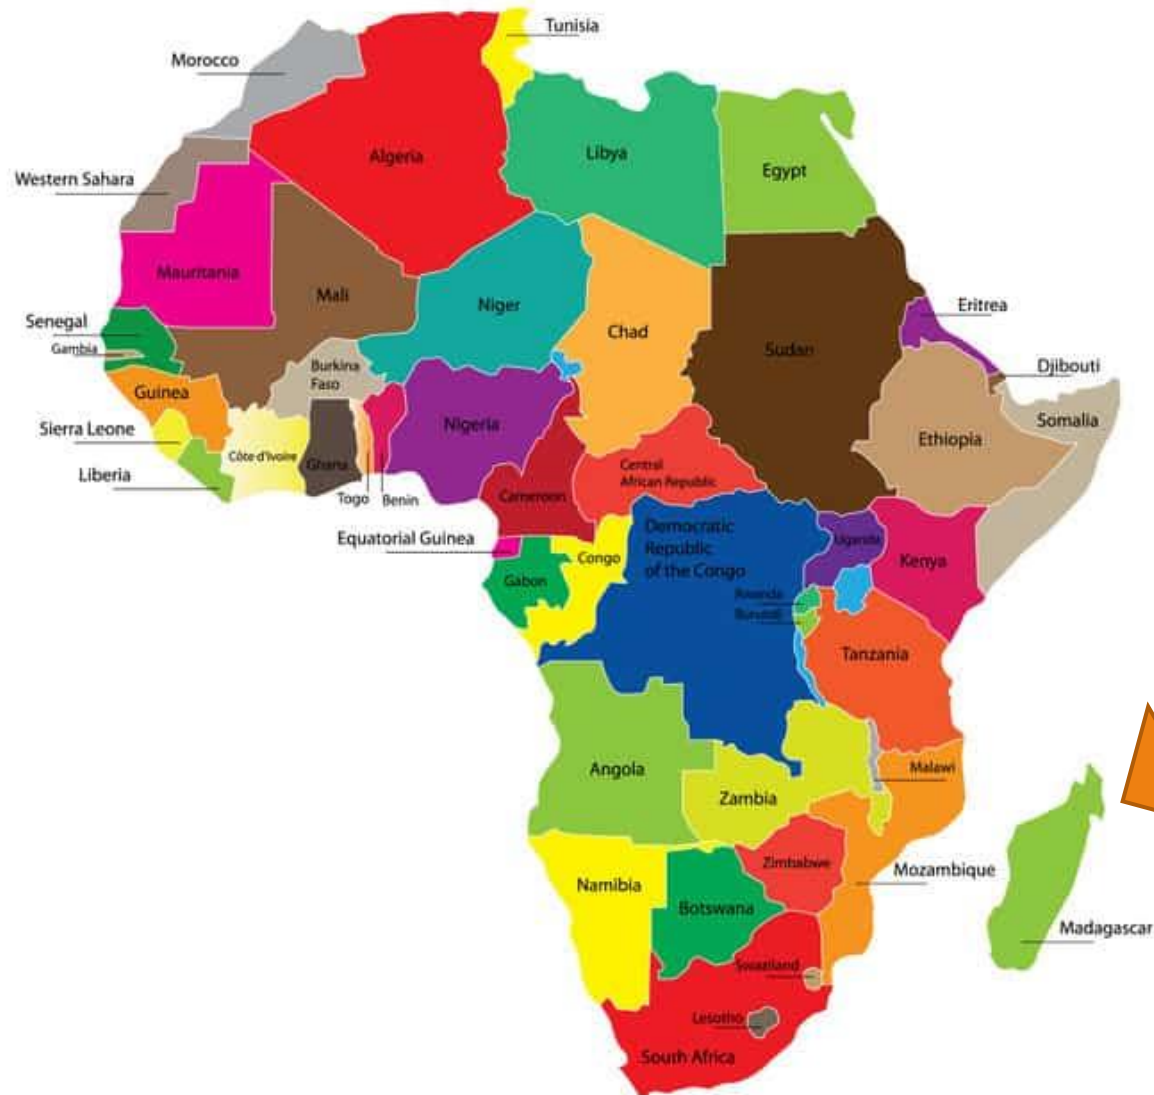 Tunisia
Morocco
Algeria
Libya
Egypt
Western Sahara
Mauritania
Mali
Niger
Chad
Sudan
Eritrea
Senegal
Gambia
Djibouti
Burkina
Faso
Guinea
Somalia
Nigeria
Ethiopia
Sierra Leone
Côte-d'Ivoire
Ghana
Central
African Republic
Liberia
Togo
Benin
Cameroon
Democratic
Republic
of the Congo
Equatorial Guinea
Congo
Uganda
Kenya
Gabon
Rwanda
Burundi
Tanzania
Angola
Malawi
Zambia
Zimbabwe
Mozambique
Namibia
Botswana
Madagascar
Swaziland
Lesotho
South Africa